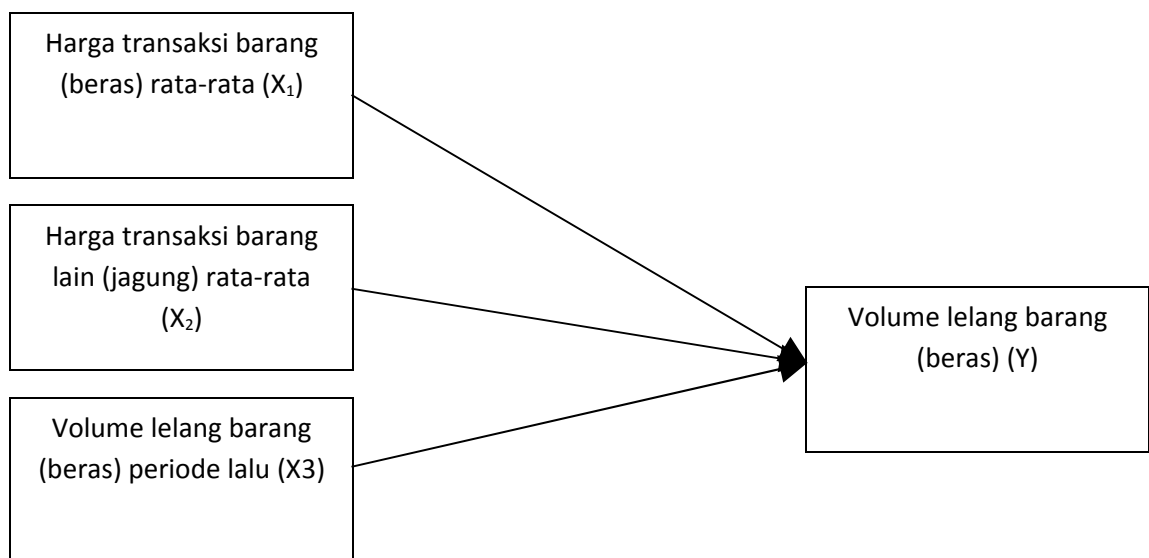 Harga transaksi barang
(beras) rata-rata (X₁)
Harga transaksi barang
lain (jagung) rata-rata
(X₂)
Volume lelang barang
(beras) periode lalu (X3)
Volume lelang barang
(beras) (Y)